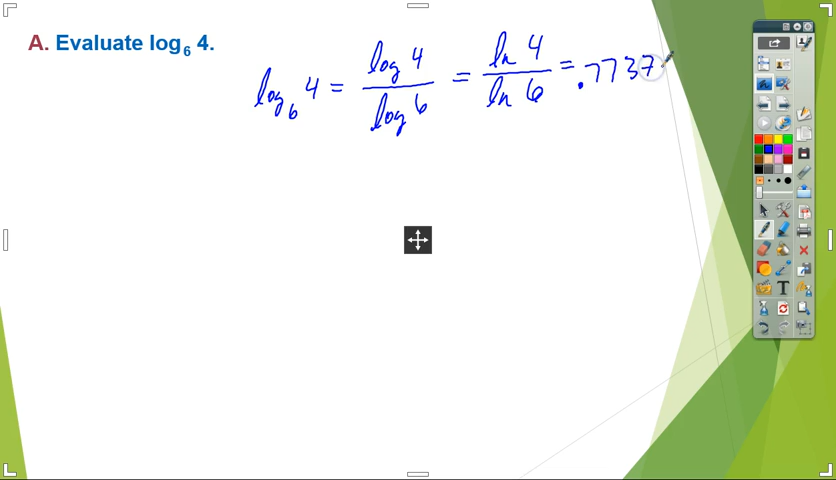 A. Evaluate log₆ 4.
log₆ 4 = log 4 / log 6 = ln 4 / ln 6 = .7737
T